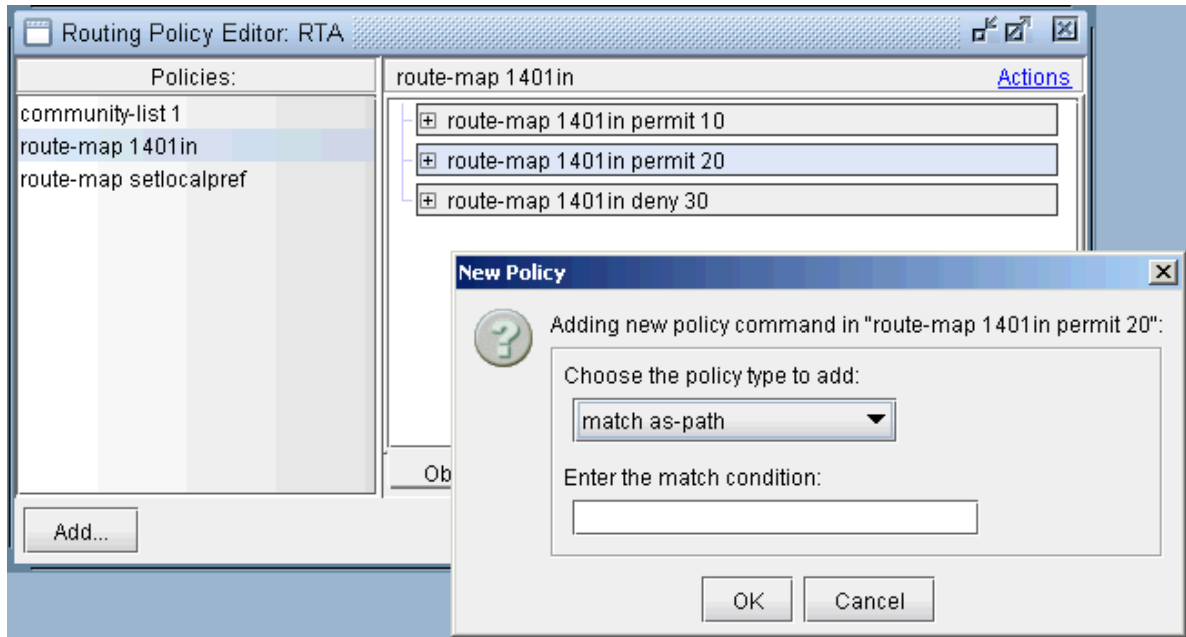 Routing Policy Editor: RTA
Policies:
community-list 1
route-map 1401in
route-map setlocalpref
route-map 1401in
Actions
route-map 1401in permit 10
route-map 1401in permit 20
route-map 1401in deny 30
Ob
Add...
New Policy
Adding new policy command in "route-map 1401in permit 20":
Choose the policy type to add:
match as-path
Enter the match condition:
OK
Cancel